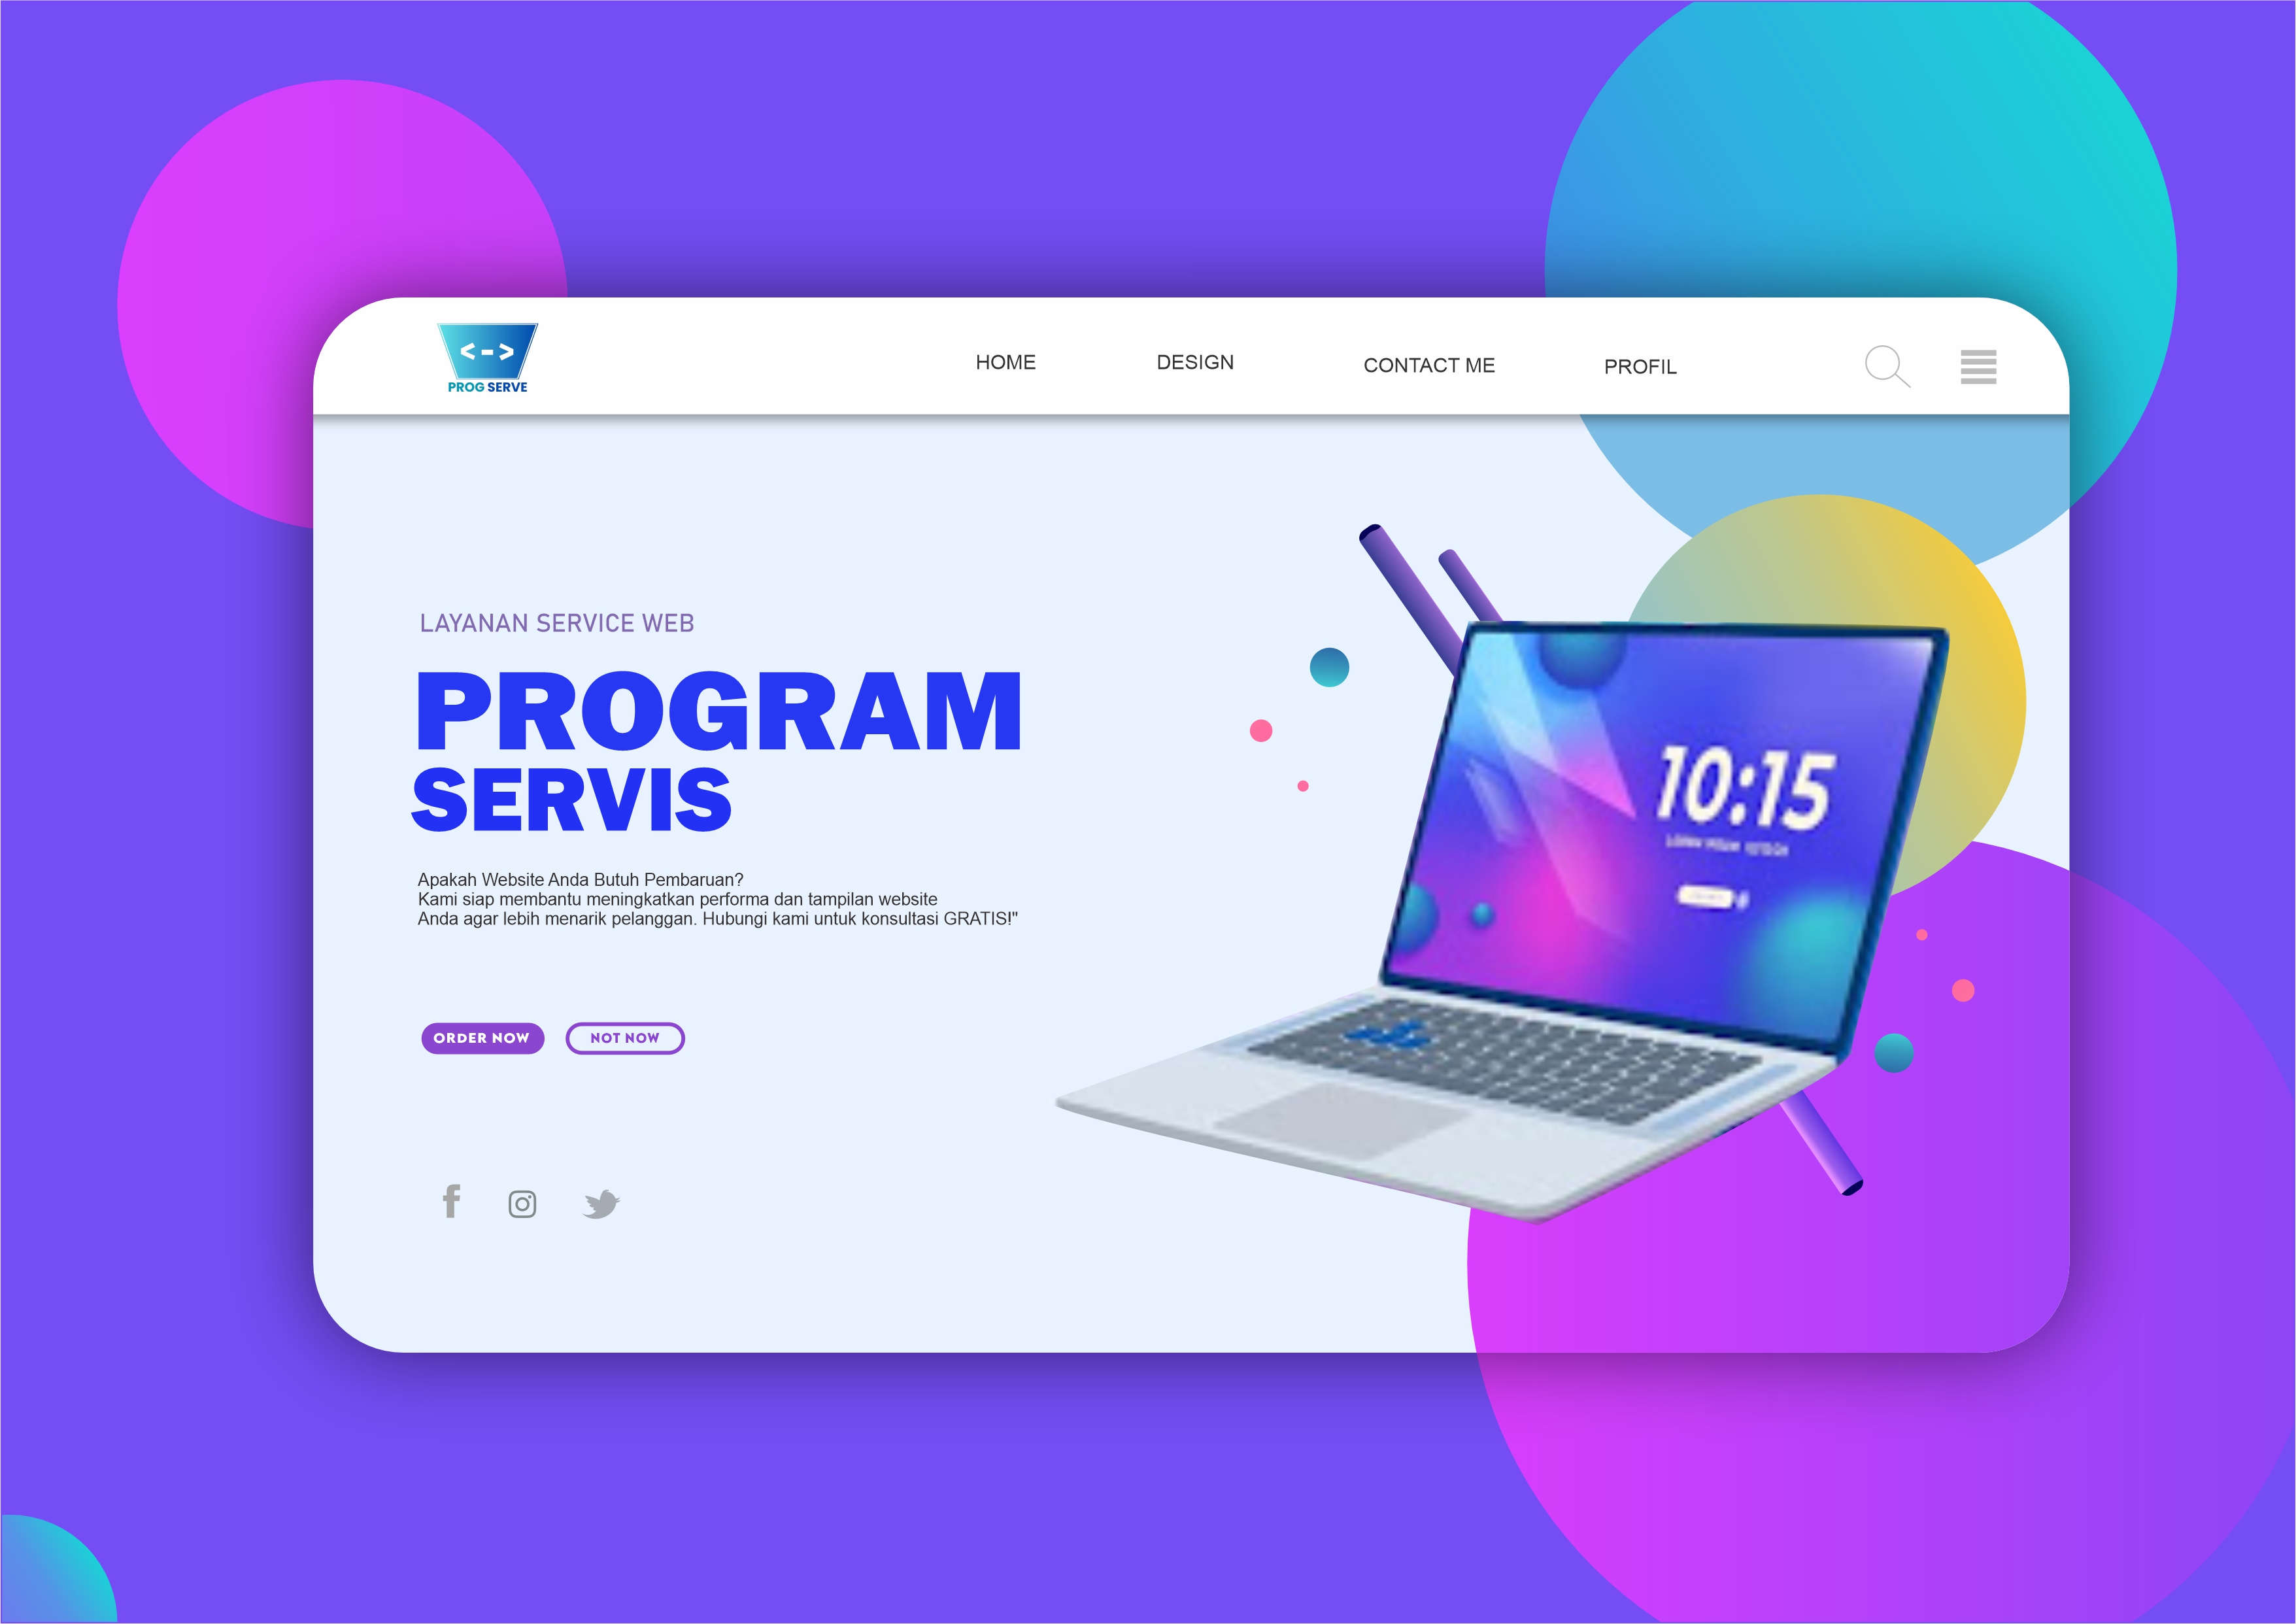 <->
PROG SERVE
HOME
DESIGN
CONTACT ME
PROFIL
LAYANAN SERVICE WEB
PROGRAM
SERVIS
Apakah Website Anda Butuh Pembaruan?
Kami siap membantu meningkatkan performa dan tampilan website
Anda agar lebih menarik pelanggan. Hubungi kami untuk konsultasi GRATIS!"
ORDER NOW
NOT NOW
10:15